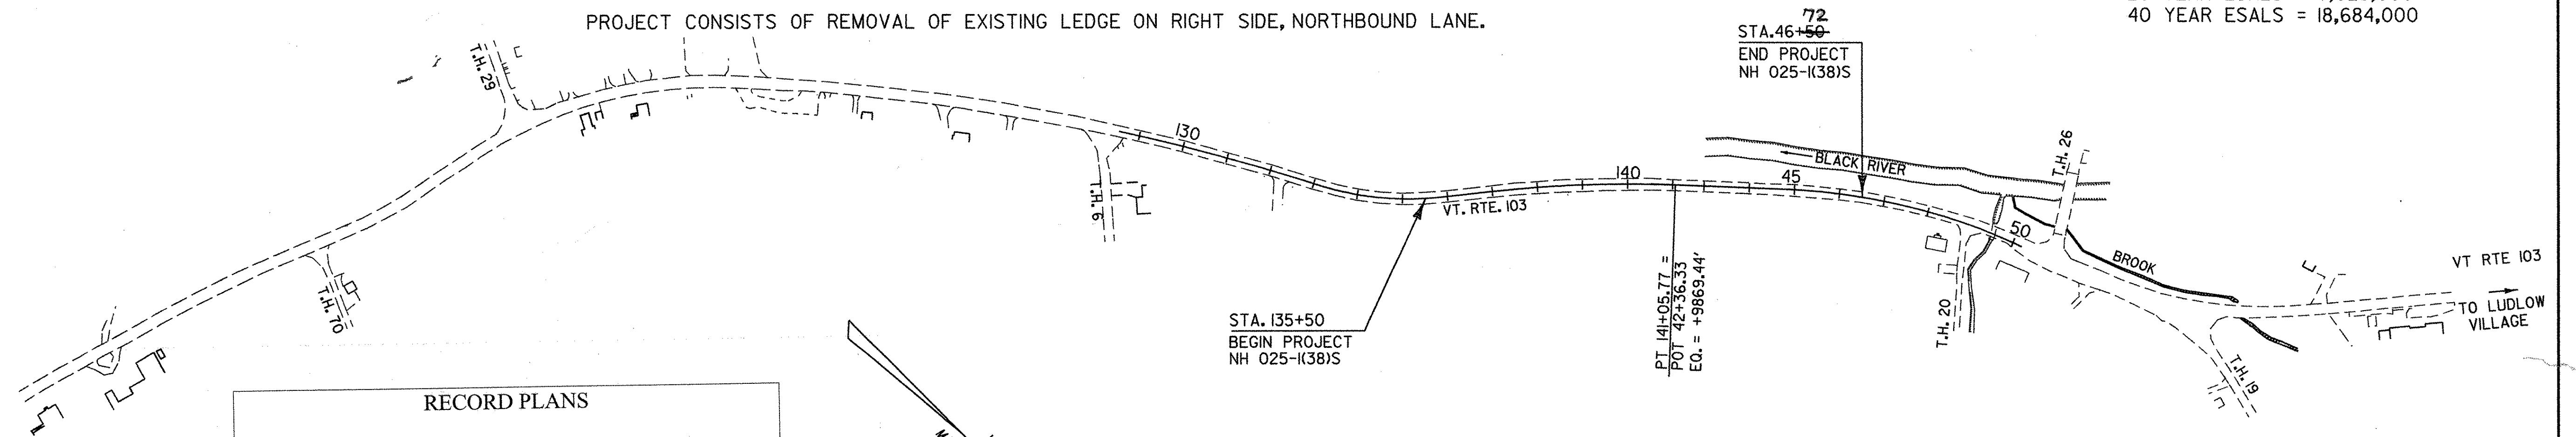 PROJECT CONSISTS OF REMOVAL OF EXISTING LEDGE ON RIGHT SIDE, NORTHBOUND LANE.
40 YEAR ESALS = 18,684,000
72
STA. 46+50
END PROJECT
NH 025-1(38)S
T.H. 29
130
T.H. 6
BLACK RIVER
T.H. 26
140
45
VT. RTE. 103
50
BROOK
VT RTE 103
TO LUDLOW
VILLAGE
T.H. 70
STA. 135+50
BEGIN PROJECT
NH 025-1(38)S
PT 141+05.77 =
POT 42+36.33
EQ. = +9869.44'
T.H. 20
T.H. 19
RECORD PLANS